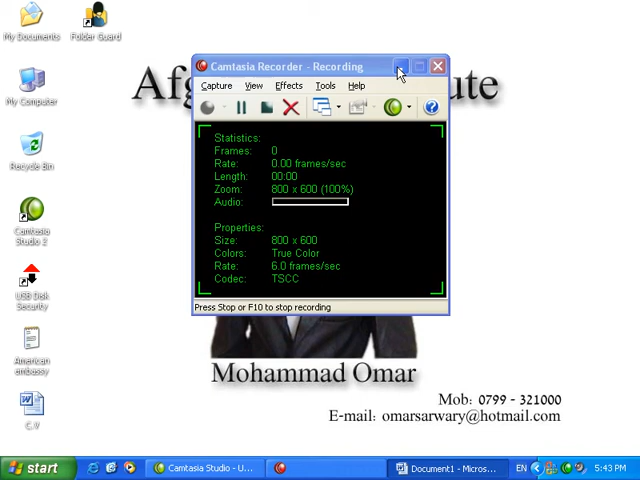 My Documents
Folder Guard
My Computer
Recycle Bin
Camtasia
Studio 2
USB Disk
Security
American
embassy
C.V
Camtasia Recorder - Recording
Capture View Effects Tools Help
Statistics:
Frames: 0
Rate: 0.00 frames/sec
Length: 00:00
Zoom: 800 x 600 (100%)
Audio:
Properties:
Size: 800 x 600
Colors: True Color
Rate: 6.0 frames/sec
Codec: TSCC
Press Stop or F10 to stop recording
Mohammad Omar
Mob: 0799 - 321000
E-mail: omarsarwary@hotmail.com
start
Camtasia Studio - U...
Document1 - Micros...
EN
5:43 PM